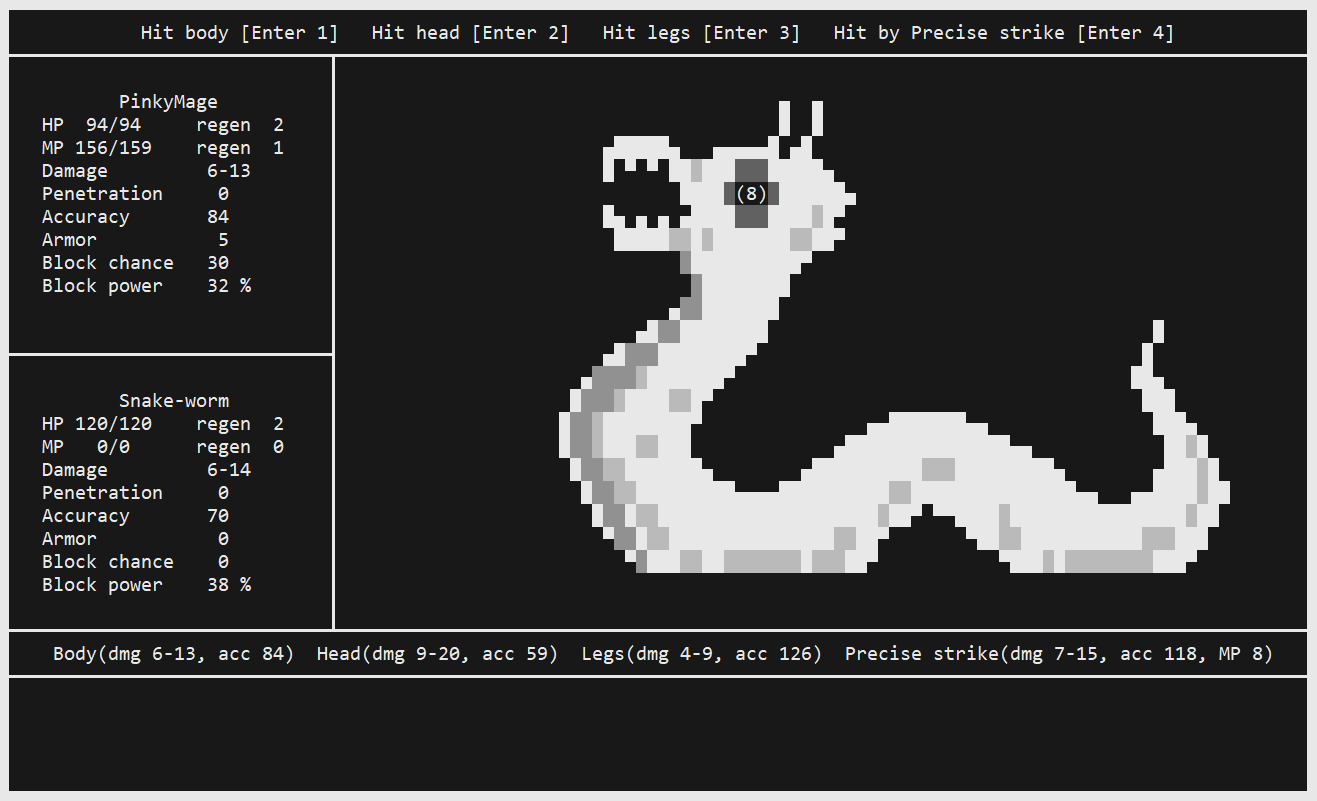 Hit body [Enter 1]   Hit head [Enter 2]   Hit legs [Enter 3]   Hit by Precise strike [Enter 4]
PinkyMage
HP  94/94     regen  2
MP 156/159    regen  1
Damage         6-13
Penetration     0
Accuracy       84
Armor           5
Block chance   30
Block power    32 %
(8)
Snake-worm
HP 120/120    regen  2
MP   0/0      regen  0
Damage         6-14
Penetration     0
Accuracy       70
Armor           0
Block chance    0
Block power    38 %
Body(dmg 6-13, acc 84)  Head(dmg 9-20, acc 59)  Legs(dmg 4-9, acc 126)  Precise strike(dmg 7-15, acc 118, MP 8)